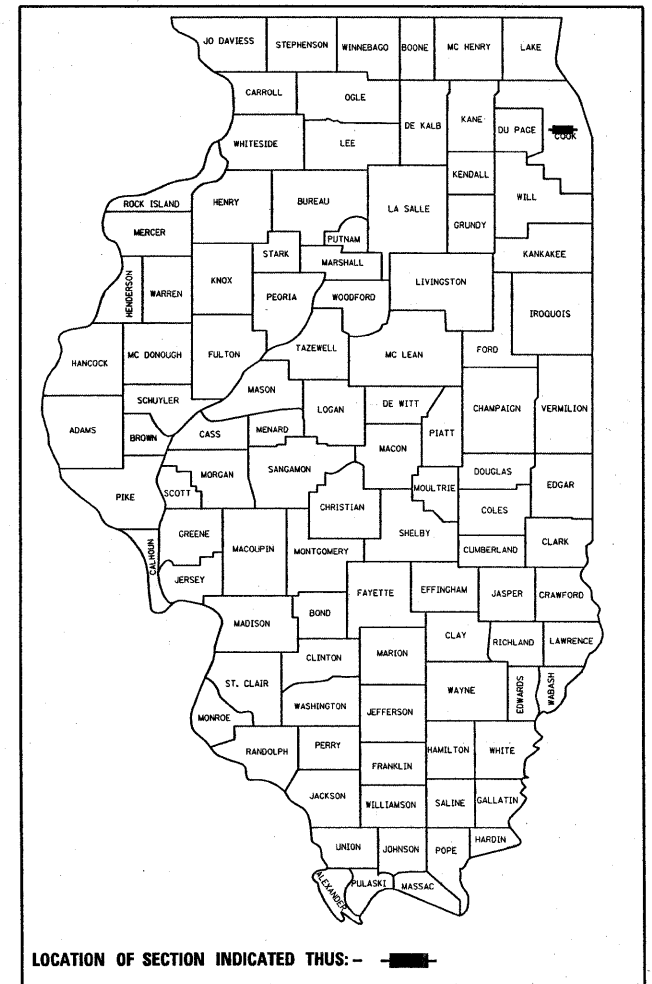 JO DAVIESS STEPHENSON WINNEBAGO BOONE MC HENRY LAKE
CARROLL OGLE DE KALB KANE DU PAGE COOK
WHITESIDE LEE
KENDALL WILL
ROCK ISLAND HENRY BUREAU LA SALLE GRUNDY
MERCER PUTNAM
STARK MARSHALL KANKAKEE
HENDERSON WARREN KNOX PEORIA WOODFORD LIVINGSTON IROQUOIS
HANCOCK MC DONOUGH FULTON TAZEWELL MC LEAN FORD
MASON
SCHUYLER LOGAN DE WITT CHAMPAIGN VERMILION
ADAMS BROWN CASS MENARD PIATT
MACON
PIKE SCOTT MORGAN SANGAMON MOULTRIE DOUGLAS EDGAR
CHRISTIAN COLES
CALHOUN GREENE MACOUPIN MONTGOMERY SHELBY CUMBERLAND CLARK
JERSEY FAYETTE EFFINGHAM JASPER CRAWFORD
MADISON BOND
CLAY RICHLAND LAWRENCE
CLINTON MARION
ST. CLAIR WAYNE EDWARDS WABASH
MONROE WASHINGTON JEFFERSON
RANDOLPH PERRY HAMILTON WHITE
FRANKLIN
JACKSON WILLIAMSON SALINE GALLATIN
UNION JOHNSON POPE HARDIN
ALEXANDER PULASKI MASSAC
LOCATION OF SECTION INDICATED THUS: -